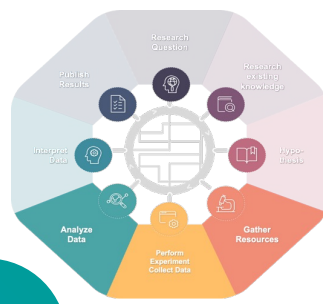 Research
Question
Research
existing
knowledge
Hypo-
thesis
Gather
Resources
Perform
Experiment
Collect Data
Analyze
Data
Interpret
Data
Publish
Results